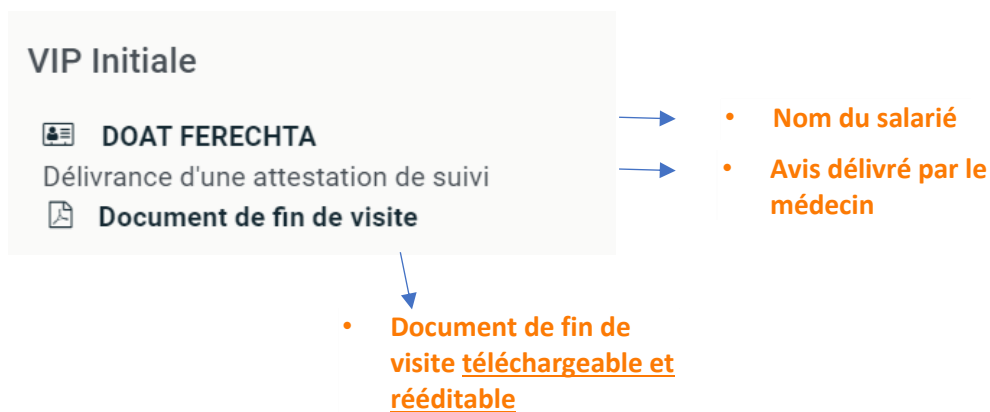 VIP Initiale
DOAT FERECHTA
Délivrance d'une attestation de suivi
Document de fin de visite
• Nom du salarié
• Avis délivré par le
médecin
• Document de fin de
visite téléchargeable et
rééditable